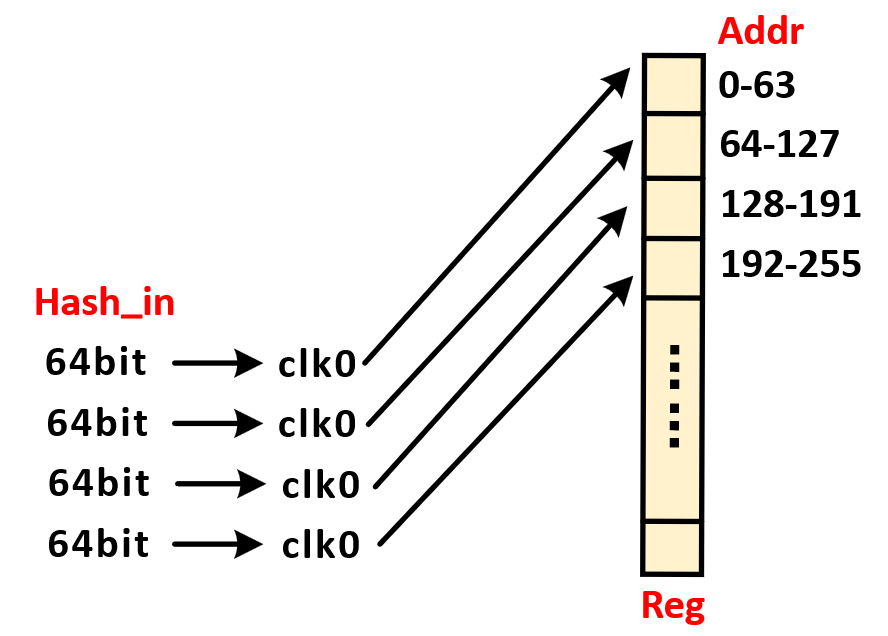 Addr
0-63
64-127
128-191
192-255
Hash_in
64bit clk0
64bit clk0
64bit clk0
64bit clk0
Reg